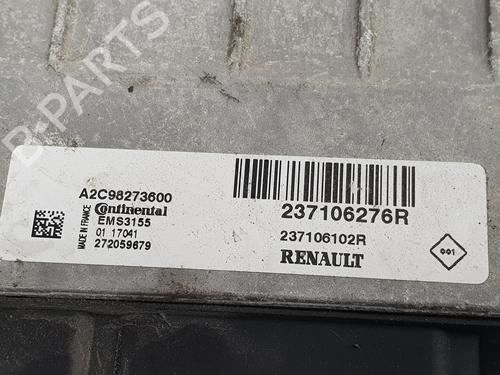 B-PARTS
A2C98273600
Continental
EMS3155
01 17041
272059679
MADE IN FRANCE
237106276R
237106102R
RENAULT
001